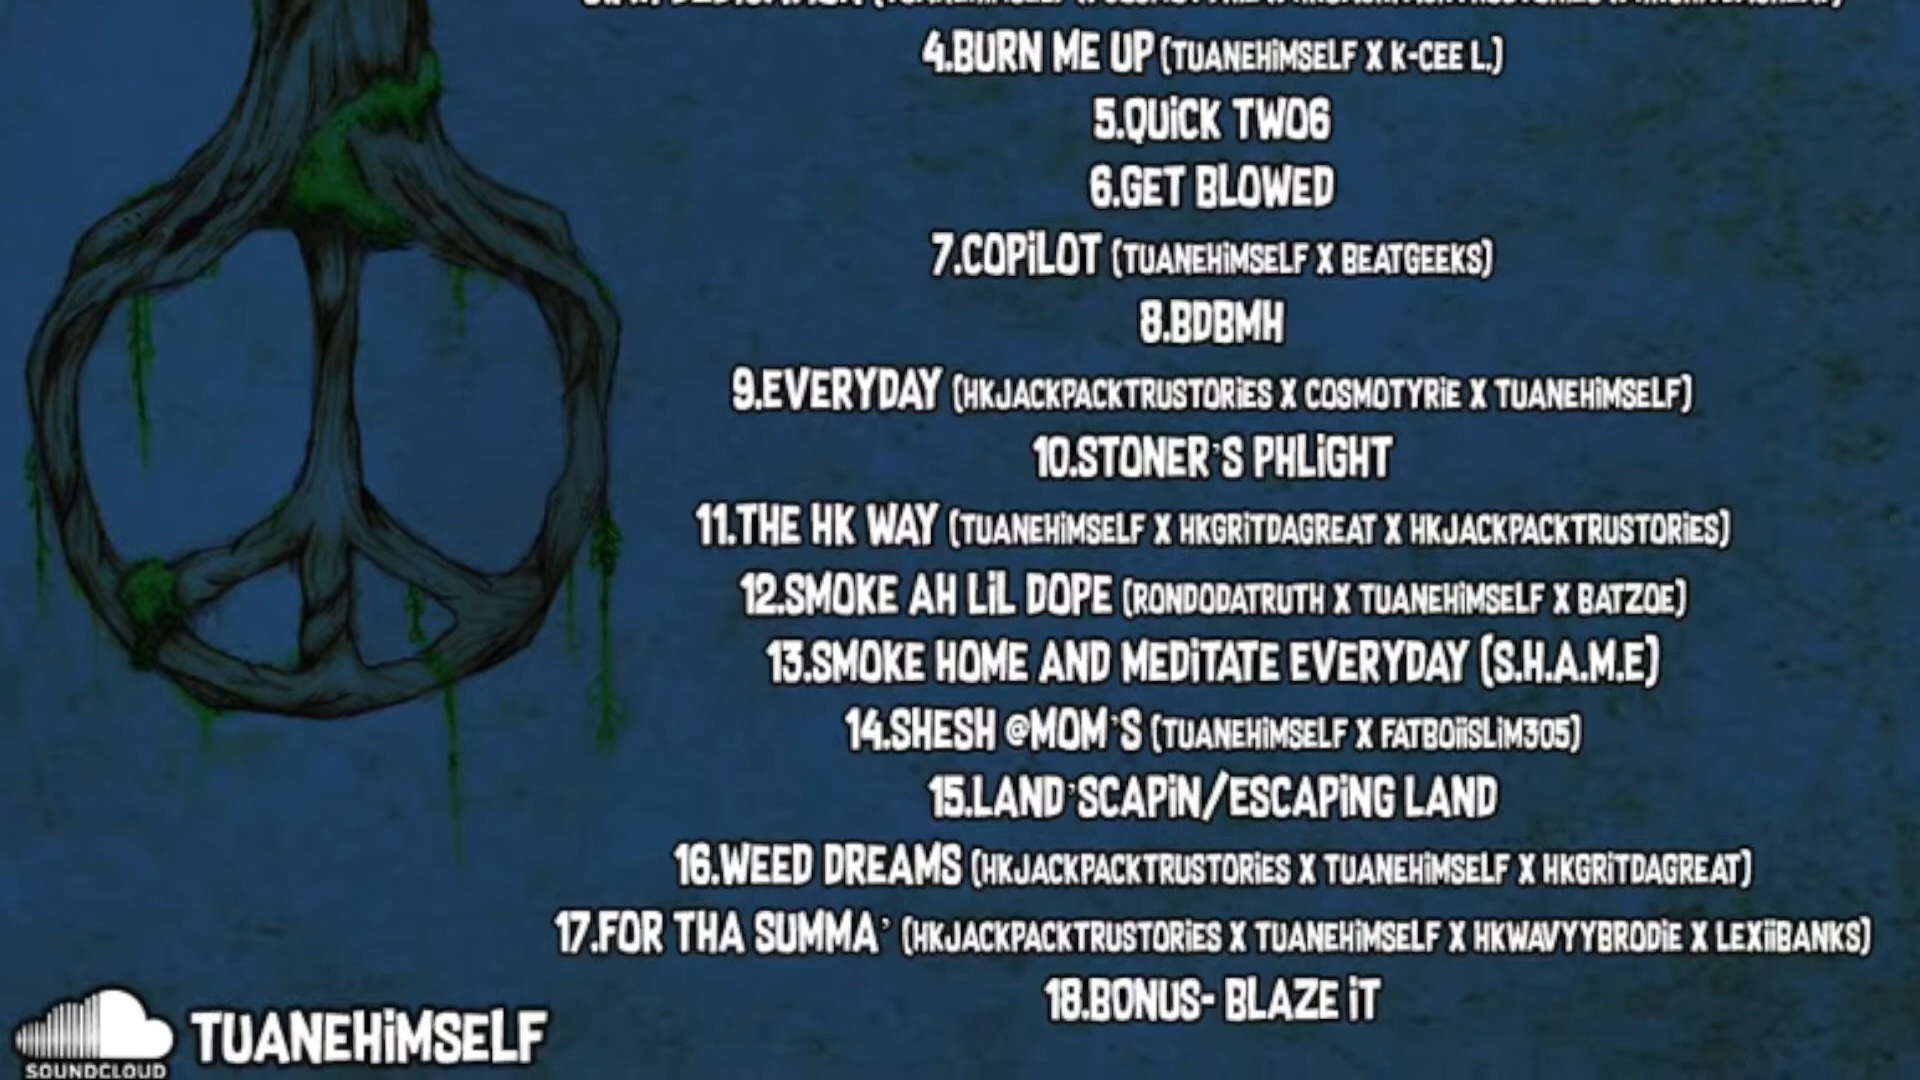 4.BURN ME UP (TUANEHiMSELF X K-CEE L.)
5.QUiCK TWO6
6.GET BLOWED
7.COPiLOT (TUANEHiMSELF X BEATGEEKS)
8.BDBMH
9.EVERYDAY (HKJACKPACKTRUSTORiES X COSMOTYRiE X TUANEHiMSELF)
10.STONER'S PHLiGHT
11.THE HK WAY (TUANEHiMSELF X HKGRiTDAGREAT X HKJACKPACKTRUSTORiES)
12.SMOKE AH LiL DOPE (RONDODATRUTH X TUANEHiMSELF X BATZOE)
13.SMOKE HOME AND MEDiTATE EVERYDAY (S.H.A.M.E)
14.SHESH @MOM'S (TUANEHiMSELF X FATBOiiSLiM305)
15.LAND'SCAPiN/ESCAPiNG LAND
16.WEED DREAMS (HKJACKPACKTRUSTORiES X TUANEHiMSELF X HKGRiTDAGREAT)
17.FOR THA SUMMA' (HKJACKPACKTRUSTORiES X TUANEHiMSELF X HKWAVYYBRODiE X LEXiiBANKS)
18.BONUS- BLAZE iT
TUANEHiMSELF
SOUNDCLOUD